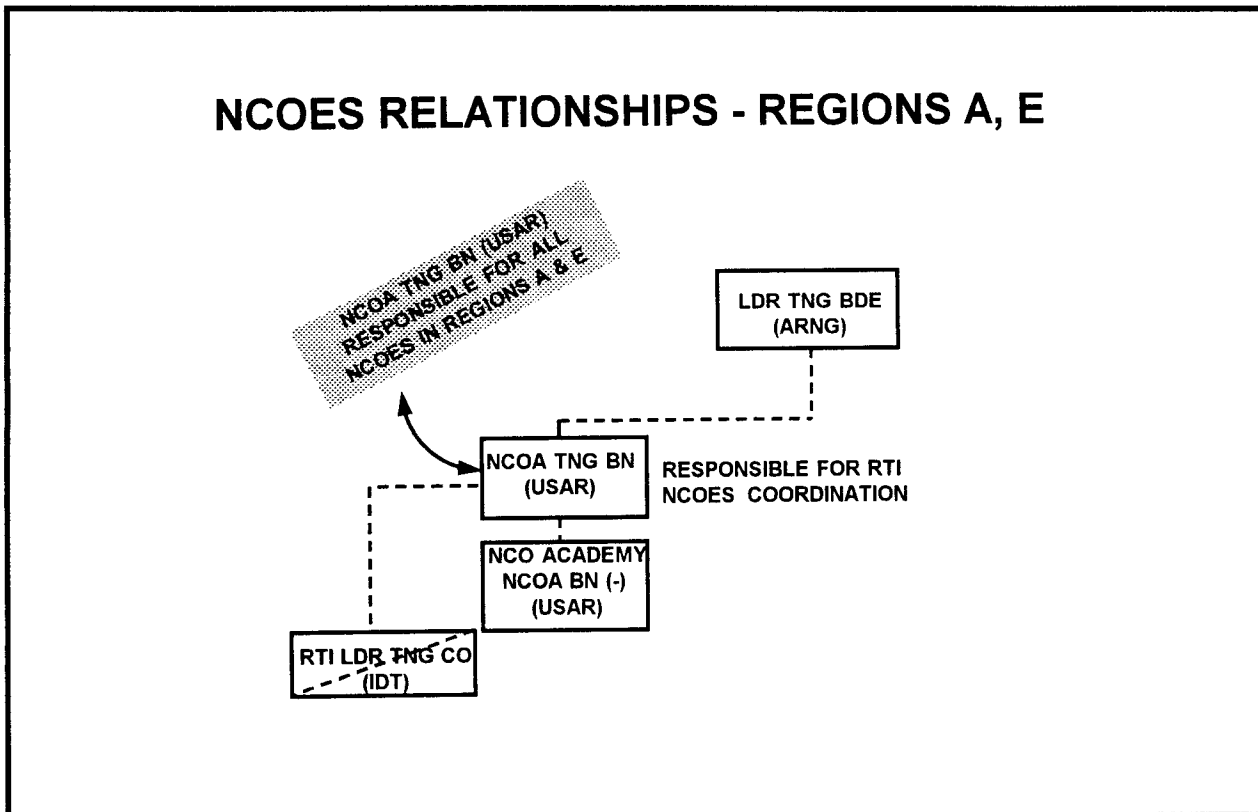 NCOES RELATIONSHIPS - REGIONS A, E
NCOA TNG BN (USAR)
RESPONSIBLE FOR ALL
NCOES IN REGIONS A & E
LDR TNG BDE
(ARNG)
NCOA TNG BN
(USAR)
RESPONSIBLE FOR RTI
NCOES COORDINATION
NCO ACADEMY
NCOA BN (-)
(USAR)
RTI LDR TNG CO
(IDT)